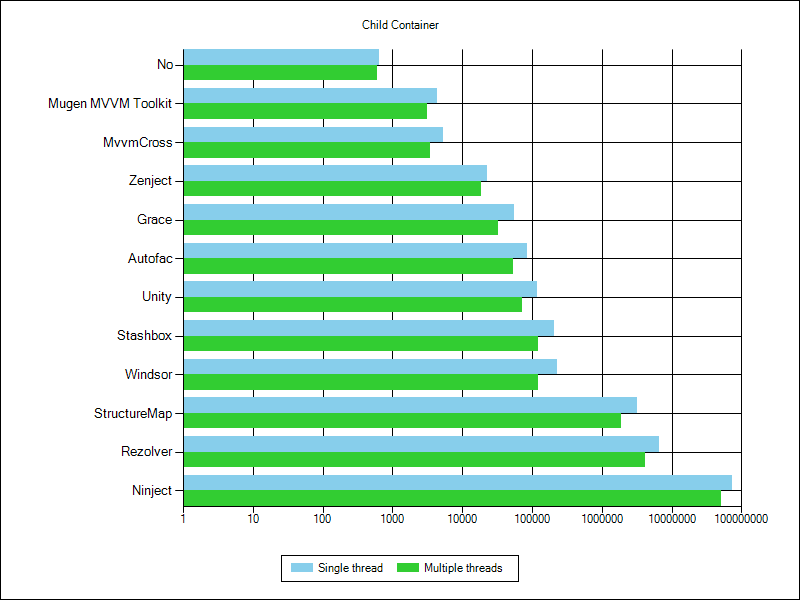 Child Container
No
Mugen MVVM Toolkit
MvvmCross
Zenject
Grace
Autofac
Unity
Stashbox
Windsor
StructureMap
Rezolver
Ninject
1 10 100 1000 10000 100000 1000000 10000000 100000000
Single thread Multiple threads